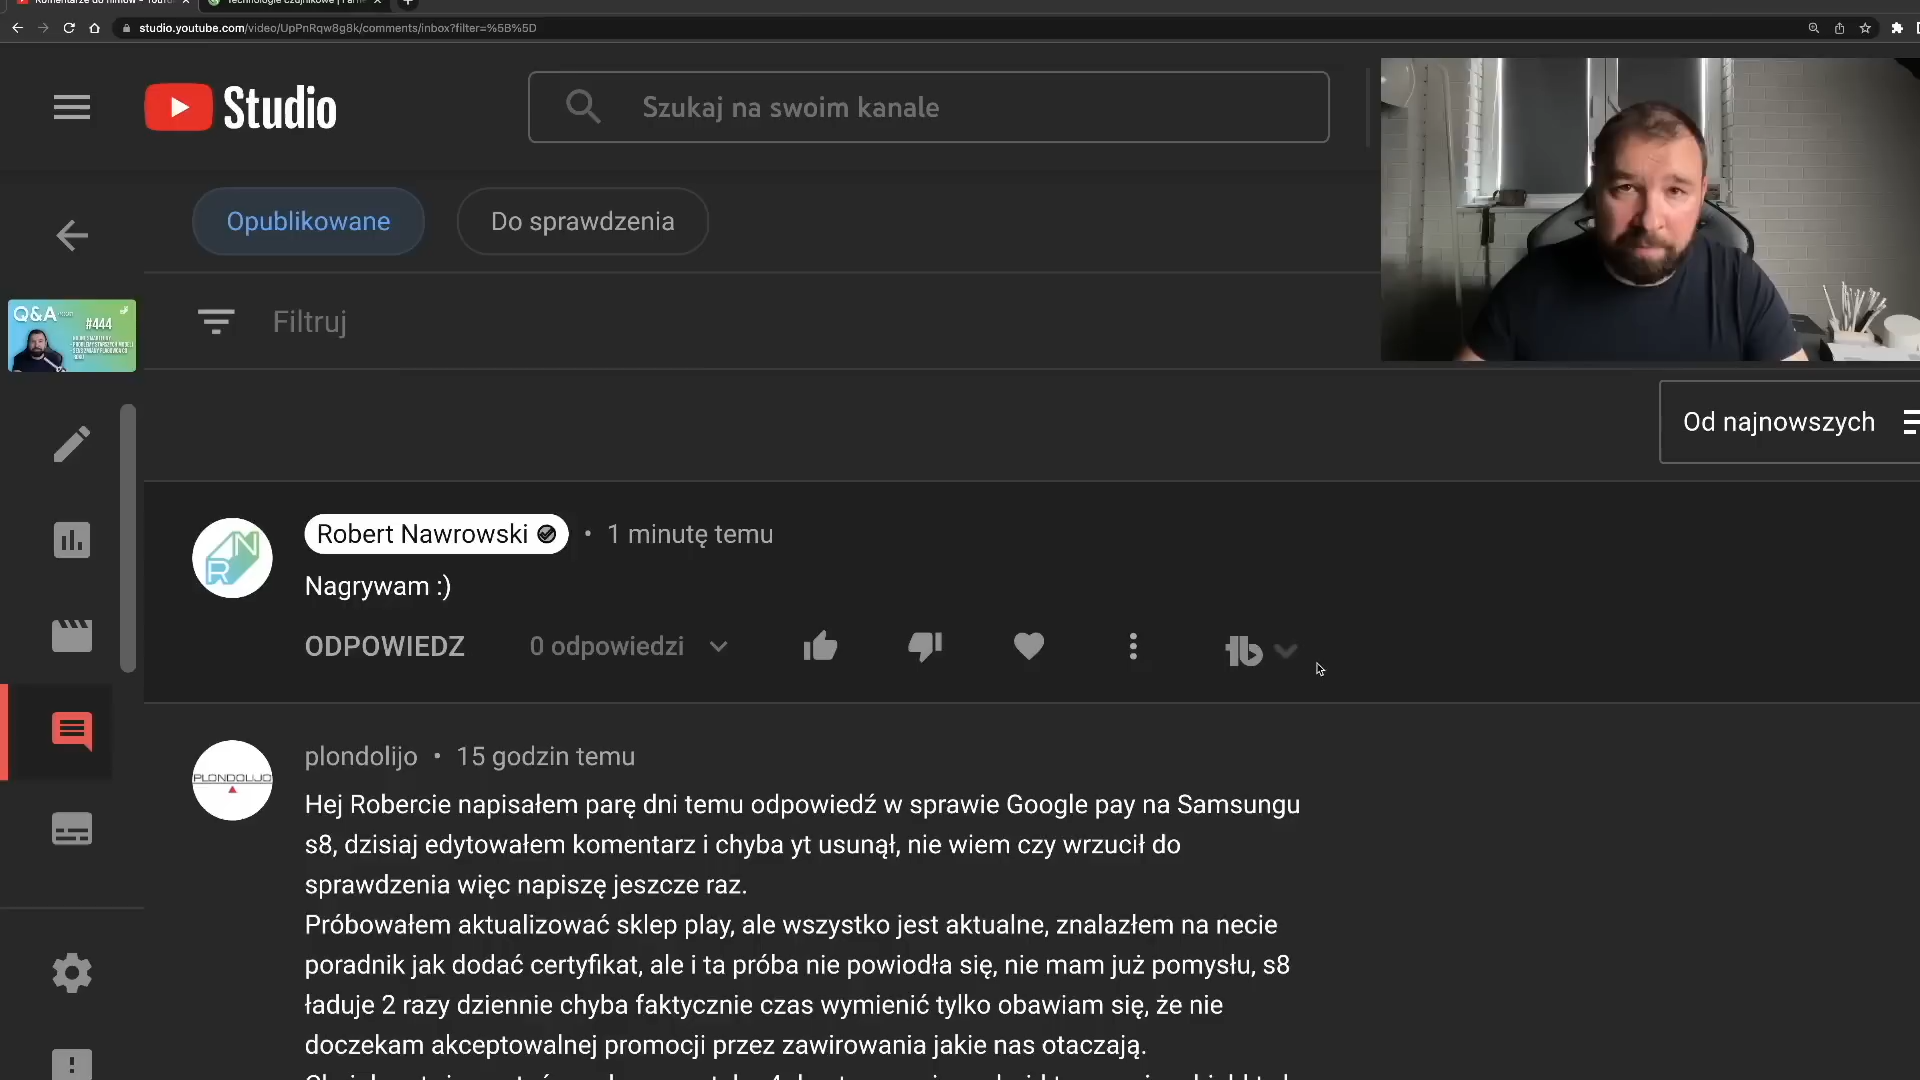 studio.youtube.com/video/UpPnRqw8g8k/comments/inbox?filter=%5B%5D
Studio
Szukaj na swoim kanale
Opublikowane
Do sprawdzenia
Q&A
#444
Filtruj
Od najnowszych
Robert Nawrowski • 1 minutę temu
Nagrywam :)
ODPOWIEDZ
0 odpowiedzi
plondolijo • 15 godzin temu
PLONDOLIJO
Hej Robercie napisałem parę dni temu odpowiedź w sprawie Google pay na Samsungu
s8, dzisiaj edytowałem komentarz i chyba yt usunął, nie wiem czy wrzucił do
sprawdzenia więc napiszę jeszcze raz.
Próbowałem aktualizować sklep play, ale wszystko jest aktualne, znalazłem na necie
poradnik jak dodać certyfikat, ale i ta próba nie powiodła się, nie mam już pomysłu, s8
ładuje 2 razy dziennie chyba faktycznie czas wymienić tylko obawiam się, że nie
doczekam akceptowalnej promocji przez zawirowania jakie nas otaczają.